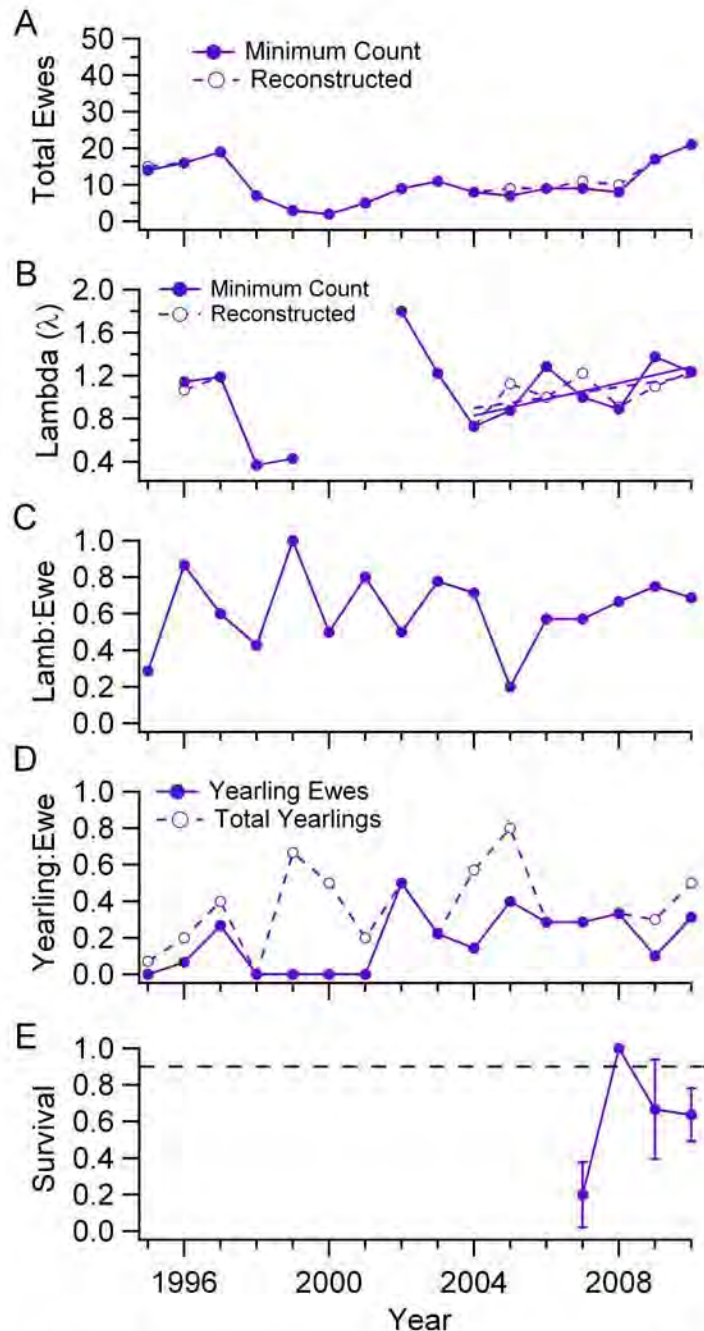 A
Total Ewes
50
40
30
20
10
0
Minimum Count
Reconstructed
B
Lambda (λ)
2.0
1.6
1.2
0.8
0.4
Minimum Count
Reconstructed
C
Lamb:Ewe
1.0
0.8
0.6
0.4
0.2
0.0
D
Yearling:Ewe
1.0
0.8
0.6
0.4
0.2
0.0
Yearling Ewes
Total Yearlings
E
Survival
1.0
0.8
0.6
0.4
0.2
0.0
1996 2000 2004 2008
Year